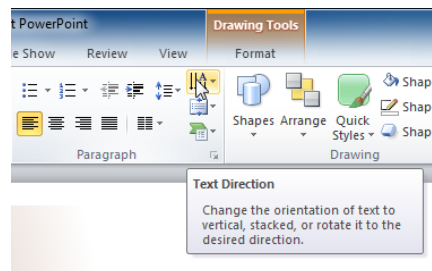 t PowerPoint
Drawing Tools
e Show Review View Format
Shapes Arrange Quick Styles
Shap
Shap
Shap
Paragraph Drawing
Text Direction
Change the orientation of text to
vertical, stacked, or rotate it to the
desired direction.